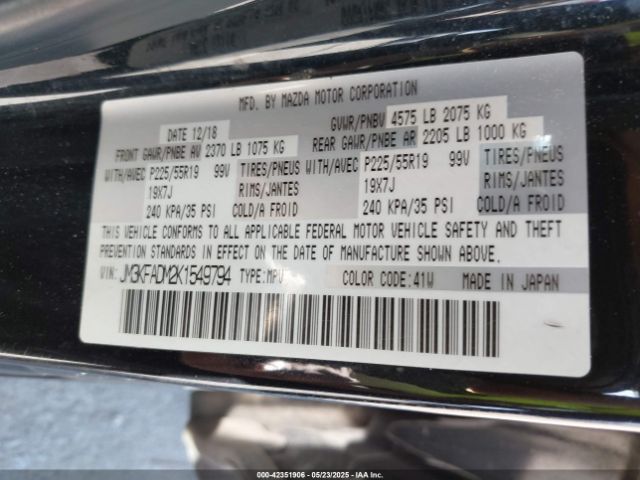 MFD. BY MAZDA MOTOR CORPORATION
DATE 12/18 GVWR/PNBV 4575 LB 2075 KG
FRONT GAWR/PNBE AV 2370 LB 1075 KG REAR GAWR/PNBE AR 2205 LB 1000 KG
WITH/AVEC P225/55R19 99V TIRES/PNEUS WITH/AVEC P225/55R19 99V TIRES/PNEUS
19X7J RIMS/JANTES 19X7J RIMS/JANTES
240 KPA/35 PSI COLD/A FROID 240 KPA/35 PSI COLD/A FROID
THIS VEHICLE CONFORMS TO ALL APPLICABLE FEDERAL MOTOR VEHICLE SAFETY AND THEFT
PREVENTION STANDARDS IN EFFECT ON THE DATE OF MANUFACTURE SHOWN ABOVE.
VIN: JM3KFADM2K1549794 TYPE:MPV COLOR CODE:41W MADE IN JAPAN
00-42351906 - 05/23/2025 - IAAI.COM